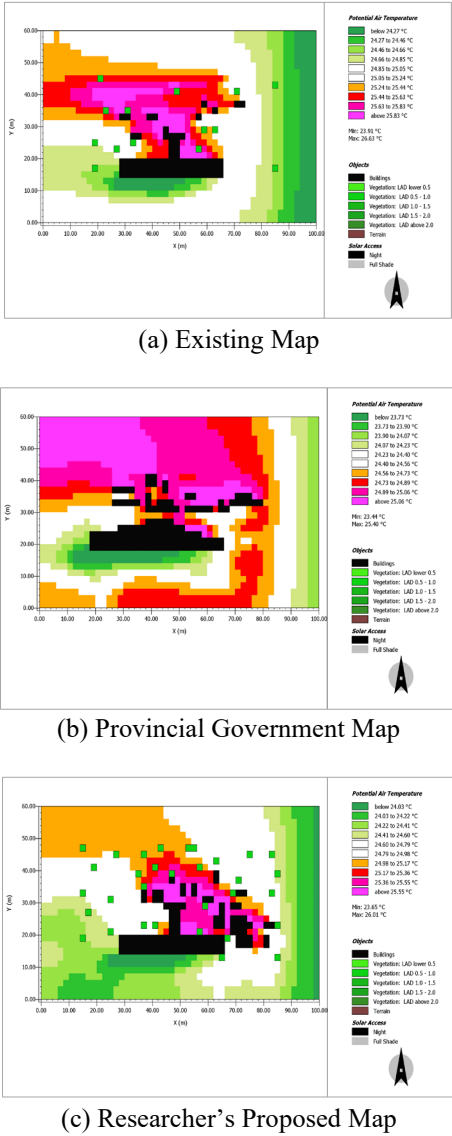 Potential Air Temperature
below 24.27 °C
24.27 to 24.46 °C
24.46 to 24.66 °C
24.66 to 24.85 °C
24.85 to 25.05 °C
25.05 to 25.24 °C
25.24 to 25.44 °C
25.44 to 25.63 °C
25.63 to 25.83 °C
above 25.83 °C
Min: 23.91 °C
Max: 26.63 °C
Objects
Buildings
Vegetation: LAD lower 0.5
Vegetation: LAD 0.5 - 1.0
Vegetation: LAD 1.0 - 1.5
Vegetation: LAD 1.5 - 2.0
Vegetation: LAD above 2.0
Terrain
Solar Access
Night
Full Shade
N
60.00
50.00
40.00
30.00
20.00
10.00
0.00
Y (m)
0.00 10.00 20.00 30.00 40.00 50.00 60.00 70.00 80.00 90.00 100.00
X (m)
(a) Existing Map
Potential Air Temperature
below 23.73 °C
23.73 to 23.90 °C
23.90 to 24.07 °C
24.07 to 24.23 °C
24.23 to 24.40 °C
24.40 to 24.56 °C
24.56 to 24.73 °C
24.73 to 24.89 °C
24.89 to 25.06 °C
above 25.06 °C
Min: 23.44 °C
Max: 25.40 °C
Objects
Buildings
Vegetation: LAD lower 0.5
Vegetation: LAD 0.5 - 1.0
Vegetation: LAD 1.0 - 1.5
Vegetation: LAD 1.5 - 2.0
Vegetation: LAD above 2.0
Terrain
Solar Access
Night
Full Shade
N
60.00
50.00
40.00
30.00
20.00
10.00
0.00
Y (m)
0.00 10.00 20.00 30.00 40.00 50.00 60.00 70.00 80.00 90.00 100.00
X (m)
(b) Provincial Government Map
Potential Air Temperature
below 24.03 °C
24.03 to 24.22 °C
24.22 to 24.41 °C
24.41 to 24.60 °C
24.60 to 24.79 °C
24.79 to 24.98 °C
24.98 to 25.17 °C
25.17 to 25.36 °C
25.36 to 25.55 °C
above 25.55 °C
Min: 23.65 °C
Max: 26.01 °C
Objects
Buildings
Vegetation: LAD lower 0.5
Vegetation: LAD 0.5 - 1.0
Vegetation: LAD 1.0 - 1.5
Vegetation: LAD 1.5 - 2.0
Vegetation: LAD above 2.0
Terrain
Solar Access
Night
Full Shade
N
60.00
50.00
40.00
30.00
20.00
10.00
0.00
Y (m)
0.00 10.00 20.00 30.00 40.00 50.00 60.00 70.00 80.00 90.00 100.00
X (m)
(c) Researcher's Proposed Map